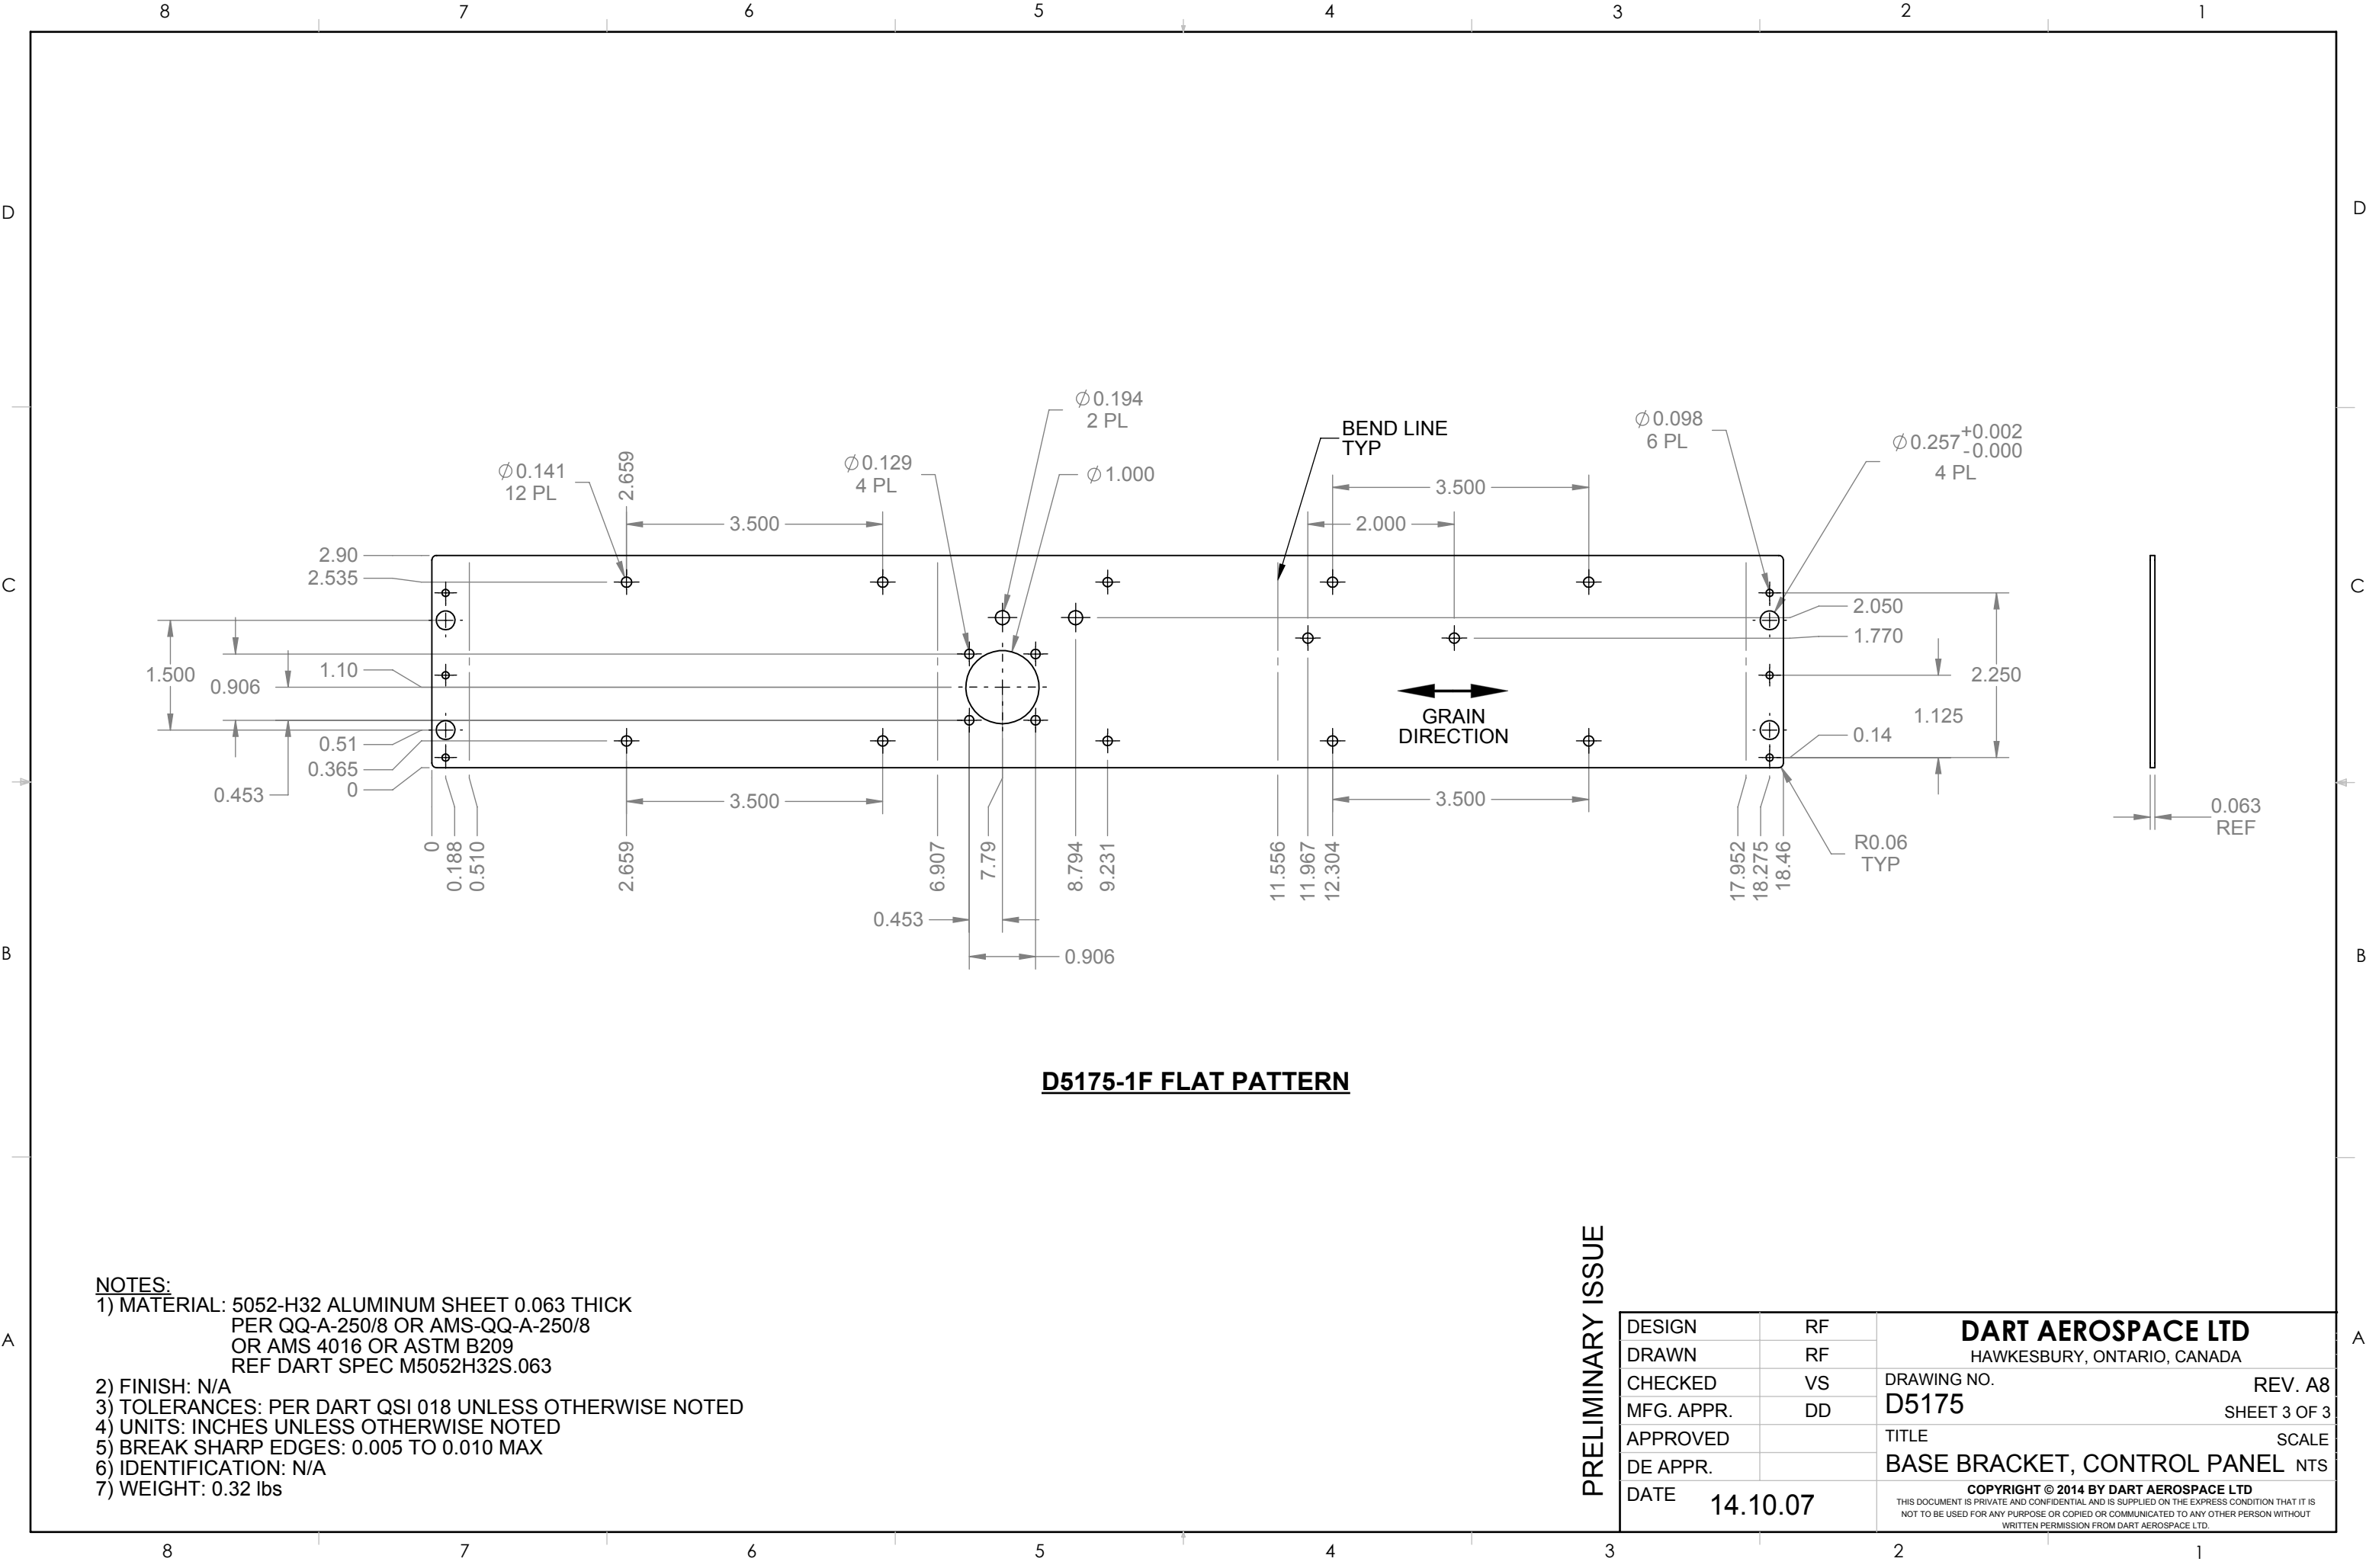 8 7 6 5 4 3 2 1
D D
Ø0.194
2 PL
BEND LINE
TYP
Ø0.098
6 PL
Ø0.257 +0.002
-0.000
4 PL
Ø0.141
12 PL
2.659
Ø0.129
4 PL
Ø1.000
3.500
3.500
2.000
2.90
2.535
C C
2.050
1.770
1.500
0.906
1.10
2.250
1.125
GRAIN
DIRECTION
0.51
0.14
0.365
0.453
0
3.500
3.500
0.063
REF
R0.06
TYP
0
0.188
0.510
2.659
6.907
7.79
8.794
9.231
11.556
11.967
12.304
17.952
18.275
18.46
0.453
0.906
B B
D5175-1F FLAT PATTERN
NOTES:
1) MATERIAL: 5052-H32 ALUMINUM SHEET 0.063 THICK
PER QQ-A-250/8 OR AMS-QQ-A-250/8
OR AMS 4016 OR ASTM B209
REF DART SPEC M5052H32S.063
2) FINISH: N/A
3) TOLERANCES: PER DART QSI 018 UNLESS OTHERWISE NOTED
4) UNITS: INCHES UNLESS OTHERWISE NOTED
5) BREAK SHARP EDGES: 0.005 TO 0.010 MAX
6) IDENTIFICATION: N/A
7) WEIGHT: 0.32 lbs
A A
PRELIMINARY ISSUE
DESIGN RF
DRAWN RF
CHECKED VS
MFG. APPR. DD
APPROVED
DE APPR.
DATE 14.10.07
DART AEROSPACE LTD
HAWKESBURY, ONTARIO, CANADA
DRAWING NO. REV. A8
D5175 SHEET 3 OF 3
TITLE SCALE
BASE BRACKET, CONTROL PANEL NTS
COPYRIGHT © 2014 BY DART AEROSPACE LTD
THIS DOCUMENT IS PRIVATE AND CONFIDENTIAL AND IS SUPPLIED ON THE EXPRESS CONDITION THAT IT IS
NOT TO BE USED FOR ANY PURPOSE OR COPIED OR COMMUNICATED TO ANY OTHER PERSON WITHOUT
WRITTEN PERMISSION FROM DART AEROSPACE LTD.
8 7 6 5 4 3 2 1